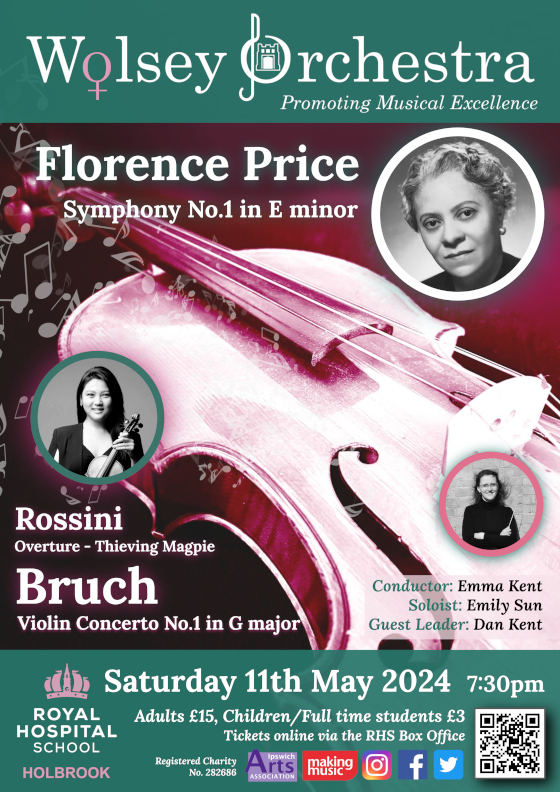 Wolsey Orchestra
Promoting Musical Excellence
Florence Price
Symphony No.1 in E minor
Rossini
Overture - Thieving Magpie
Bruch
Violin Concerto No.1 in G major
Conductor: Emma Kent
Soloist: Emily Sun
Guest Leader: Dan Kent
Saturday 11th May 2024 7:30pm
ROYAL
HOSPITAL
SCHOOL
HOLBROOK
Adults £15, Children/Full time students £3
Tickets online via the RHS Box Office
Registered Charity
No. 282686
Ipswich
Arts
ASSOCIATION
making
music